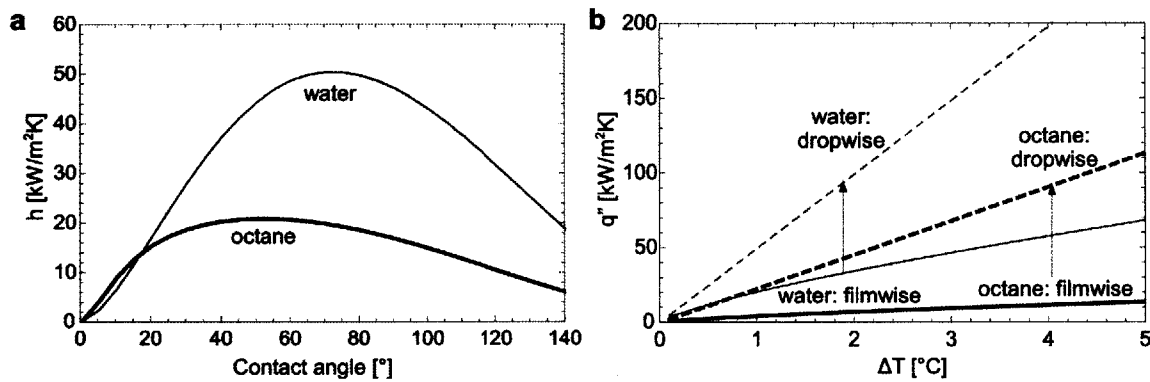 a
60
50
40
30
20
10
0
h [kW/m²K]
water
octane
0 20 40 60 80 100 120 140
Contact angle [°]
b
200
150
100
50
0
q" [kW/m²K]
water:
dropwise
octane:
dropwise
water: filmwise
octane: filmwise
0 1 2 3 4 5
ΔT [°C]